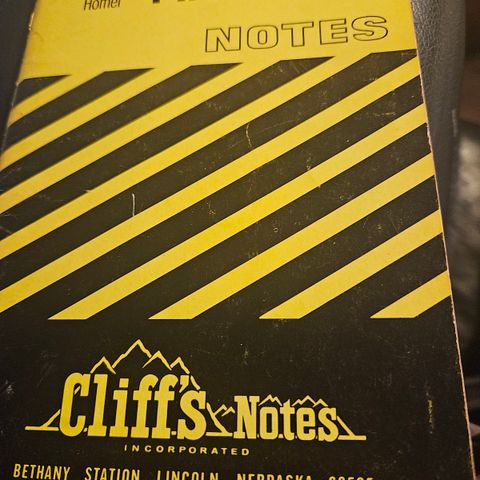 Homer
NOTES
Cliff's Notes
INCORPORATED
BETHANY STATION LINCOLN NEBRASKA